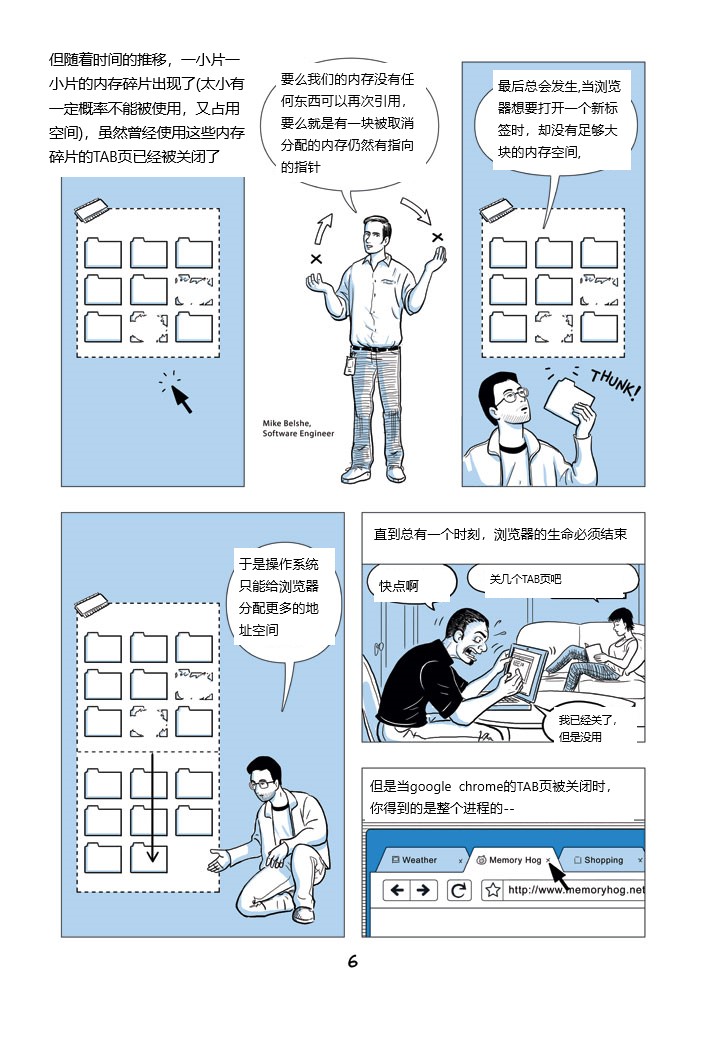 但随着时间的推移，一小片一
小片的内存碎片出现了(太小有
一定概率不能被使用，又占用
空间)，虽然曾经使用这些内存
碎片的TAB页已经被关闭了
要么我们的内存没有任
何东西可以再次引用，
要么就是有一块被取消
分配的内存仍然有指向
的指针
Mike Belshe,
Software Engineer
最后总会发生,当浏览
器想要打开一个新标
签时，却没有足够大
块的内存空间,
THUNK!
于是操作系统
只能给浏览器
分配更多的地
址空间
直到总有一个时刻，浏览器的生命必须结束
快点啊
关几个TAB页吧
我已经关了，
但是没用
但是当google chrome的TAB页被关闭时，
你得到的是整个进程的--
Weather x
Memory Hog x
Shopping x
http://www.memoryhog.net
6